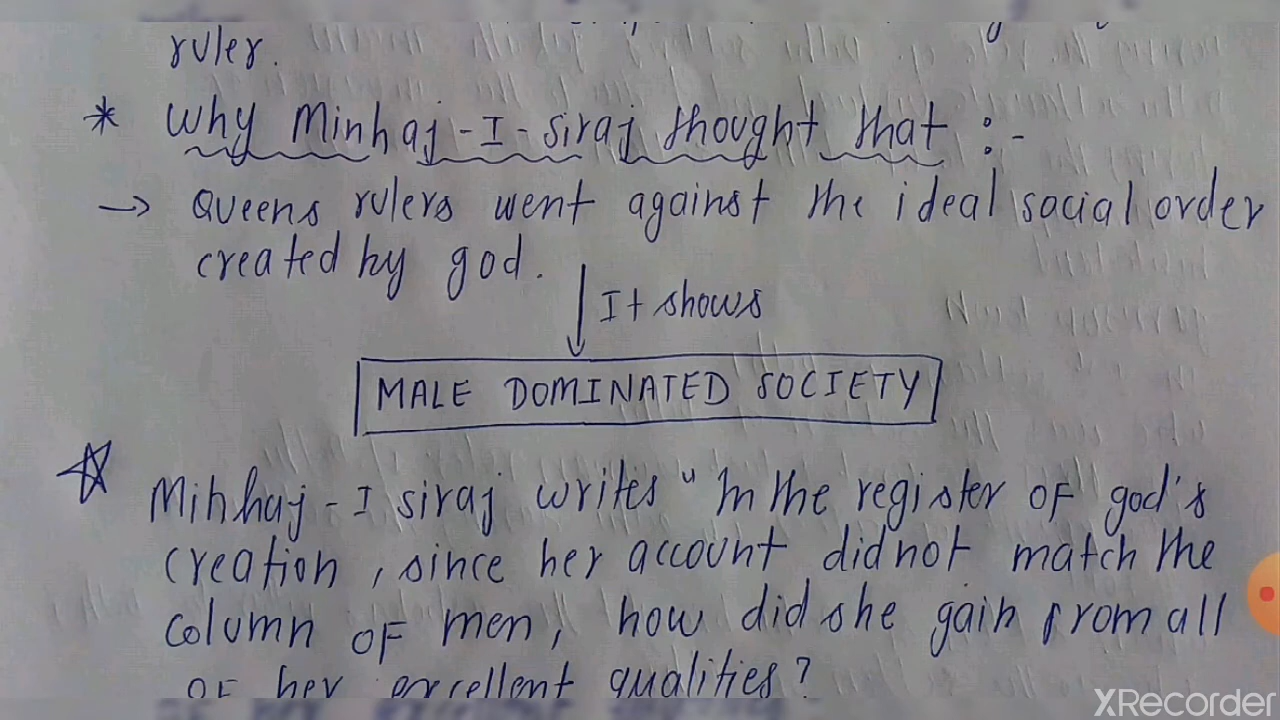 ruler.
* Why Minhaj-I-siraj thought that :-
→ Queens rulers went against the ideal social order
created by god.
It shows
MALE DOMINATED SOCIETY
☆ Minhaj-I siraj writes "In the register of god's
creation, since her account did not match the
column of men, how did she gain from all
of her excellent qualities?
XRecorder